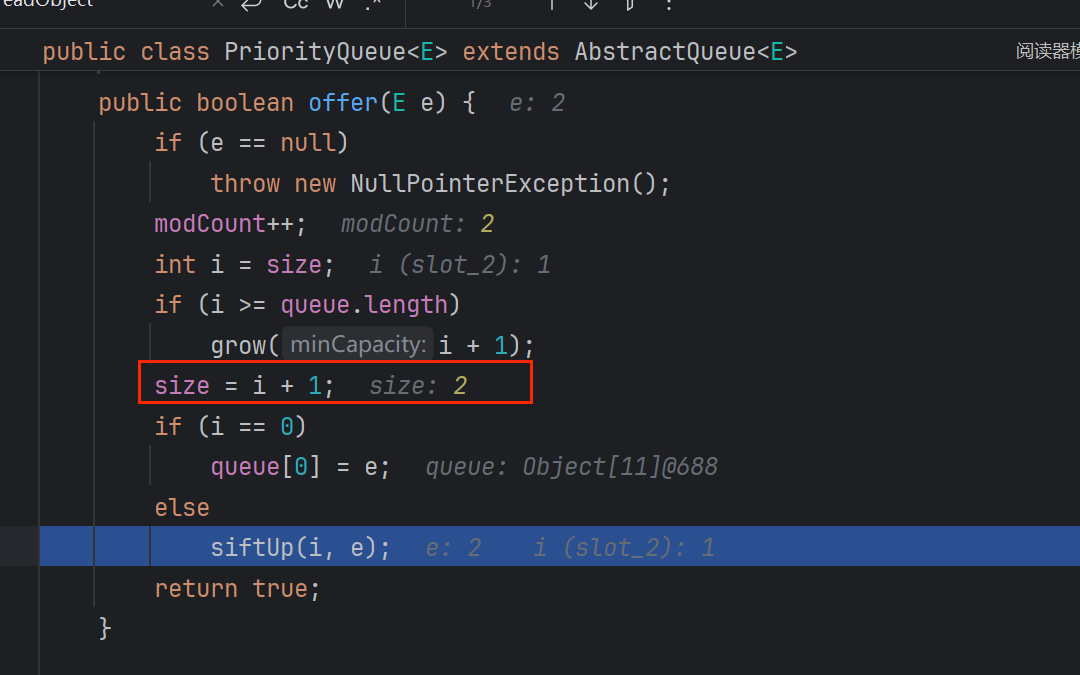 eadObject × Cc W .* 1/3
public class PriorityQueue<E> extends AbstractQueue<E> 阅读器模
public boolean offer(E e) { e: 2
if (e == null)
throw new NullPointerException();
modCount++; modCount: 2
int i = size; i (slot_2): 1
if (i >= queue.length)
grow( minCapacity: i + 1);
size = i + 1; size: 2
if (i == 0)
queue[0] = e; queue: Object[11]@688
else
siftUp(i, e); e: 2 i (slot_2): 1
return true;
}